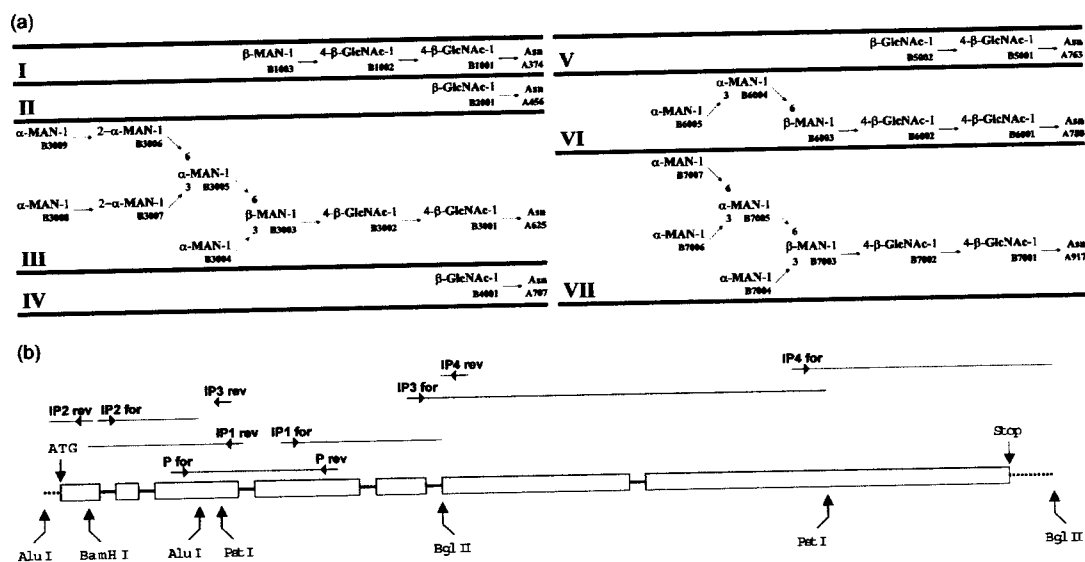 (a)
β-MAN-1 4-β-GlcNAc-1 4-β-GlcNAc-1 Asn
I B1003 B1002 B1001 A374
β-GlcNAc-1 Asn
II B2001 A456
α-MAN-1 2-α-MAN-1
B3009 B3006
6
α-MAN-1
3 B3005
α-MAN-1 2-α-MAN-1 6
B3008 B3007 β-MAN-1 4-β-GlcNAc-1 4-β-GlcNAc-1 Asn
3 B3003 B3002 B3001 A625
α-MAN-1
III B3004
β-GlcNAc-1 Asn
IV B4001 A707
β-GlcNAc-1 4-β-GlcNAc-1 Asn
V B5002 B5001 A763
α-MAN-1
3 B6004
α-MAN-1 6
B6005 β-MAN-1 4-β-GlcNAc-1 4-β-GlcNAc-1 Asn
VI B6003 B6002 B6001 A780
α-MAN-1
B7007
6
α-MAN-1
3 B7005
α-MAN-1 6
B7006 β-MAN-1 4-β-GlcNAc-1 4-β-GlcNAc-1 Asn
3 B7003 B7002 B7001 A917
α-MAN-1
VII B7004
(b)
IP4 rev IP4 for
IP3 rev IP3 for
IP2 rev IP2 for
ATG IP1 rev IP1 for Stop
P for P rev
Alu I BamH I Alu I Pst I Bgl II Pst I Bgl II